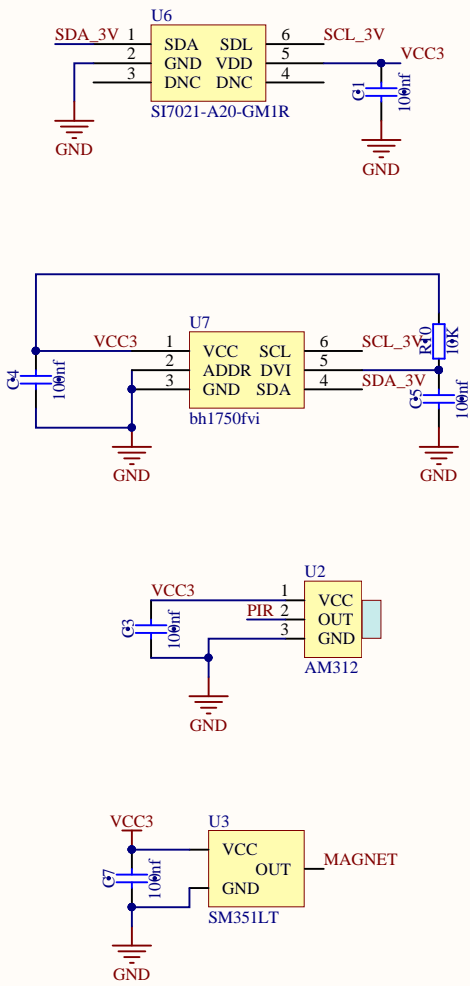 U6
SDA_3V 1 SDA SDL 6 SCL_3V
2 GND VDD 5 VCC3
3 DNC DNC 4
C1 100nf
SI7021-A20-GM1R
GND
GND
U7
VCC3 1 VCC SCL 6 SCL_3V
R10 10K
2 ADDR DVI 5
3 GND SDA 4 SDA_3V
C4 100nf
C5 100nf
bh1750fvi
GND
GND
U2
VCC3 1 VCC
PIR 2 OUT
3 GND
C3 100nf
AM312
GND
VCC3
U3
VCC
OUT MAGNET
GND
C7 100nf
SM351LT
GND